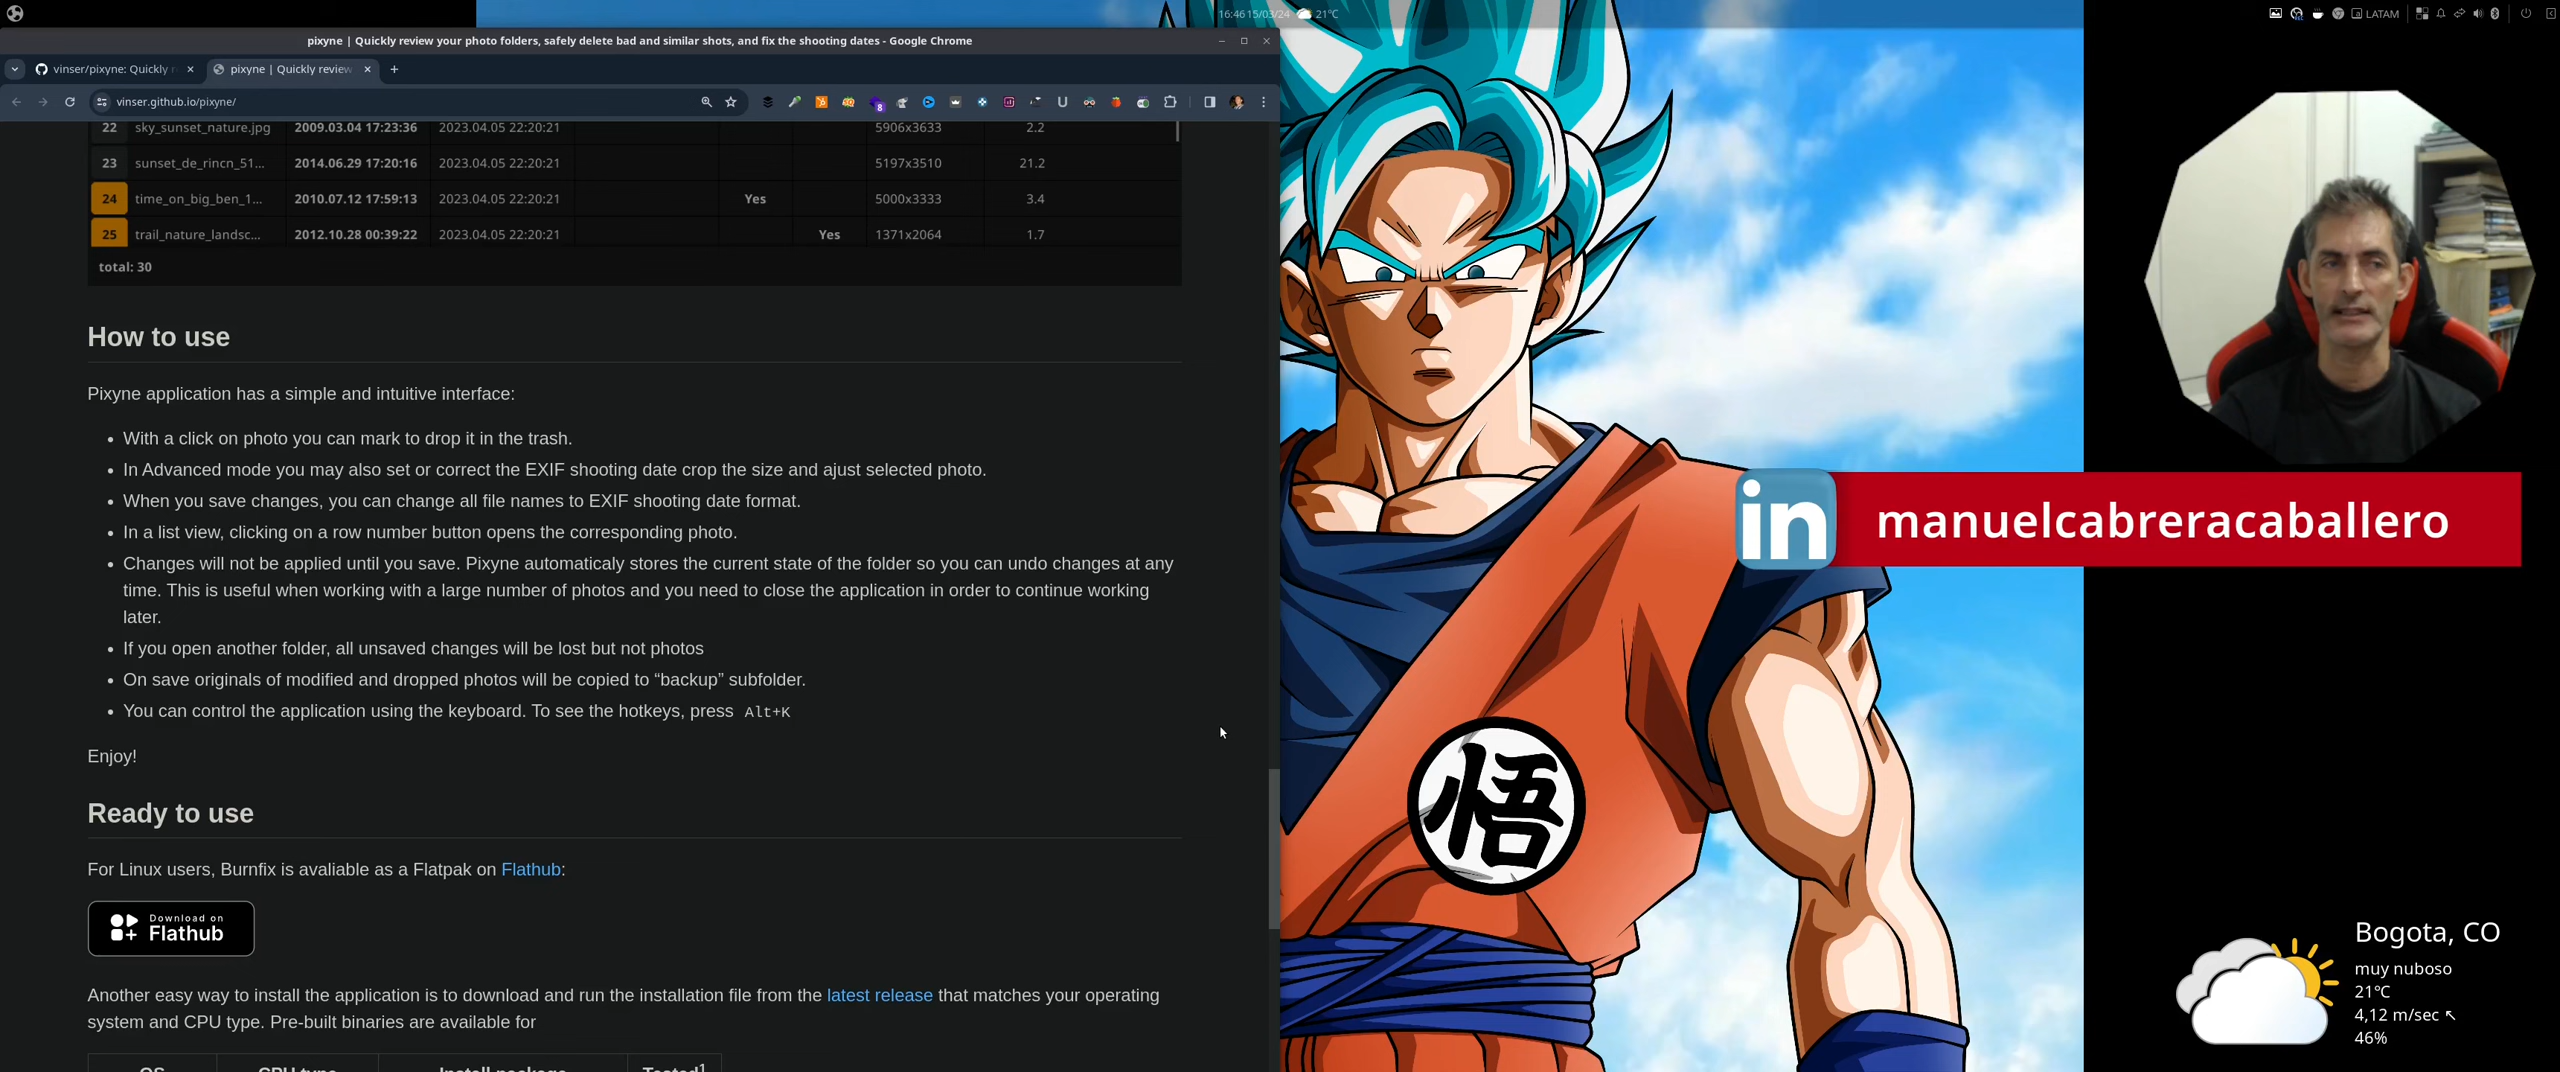 16:46 15/03/24 21°C
LATAM
pixyne | Quickly review your photo folders, safely delete bad and similar shots, and fix the shooting dates - Google Chrome
vinser/pixyne: Quickly r
pixyne | Quickly review
vinser.github.io/pixyne/
8
22 sky_sunset_nature.jpg 2009.03.04 17:23:36 2023.04.05 22:20:21 5906x3633 2.2
23 sunset_de_rincn_51... 2014.06.29 17:20:16 2023.04.05 22:20:21 5197x3510 21.2
24 time_on_big_ben_1... 2010.07.12 17:59:13 2023.04.05 22:20:21 Yes 5000x3333 3.4
25 trail_nature_landsc... 2012.10.28 00:39:22 2023.04.05 22:20:21 Yes 1371x2064 1.7
total: 30
How to use
Pixyne application has a simple and intuitive interface:
• With a click on photo you can mark to drop it in the trash.
• In Advanced mode you may also set or correct the EXIF shooting date crop the size and ajust selected photo.
• When you save changes, you can change all file names to EXIF shooting date format.
• In a list view, clicking on a row number button opens the corresponding photo.
• Changes will not be applied until you save. Pixyne automaticaly stores the current state of the folder so you can undo changes at any
time. This is useful when working with a large number of photos and you need to close the application in order to continue working
later.
• If you open another folder, all unsaved changes will be lost but not photos
• On save originals of modified and dropped photos will be copied to “backup” subfolder.
• You can control the application using the keyboard. To see the hotkeys, press Alt+K
Enjoy!
Ready to use
For Linux users, Burnfix is avaliable as a Flatpak on Flathub:
Download on
Flathub
Another easy way to install the application is to download and run the installation file from the latest release that matches your operating
system and CPU type. Pre-built binaries are available for
OS CPU type Install package Tested1
悟
in manuelcabreracaballero
Bogota, CO
muy nuboso
21°C
4,12 m/sec ↖
46%